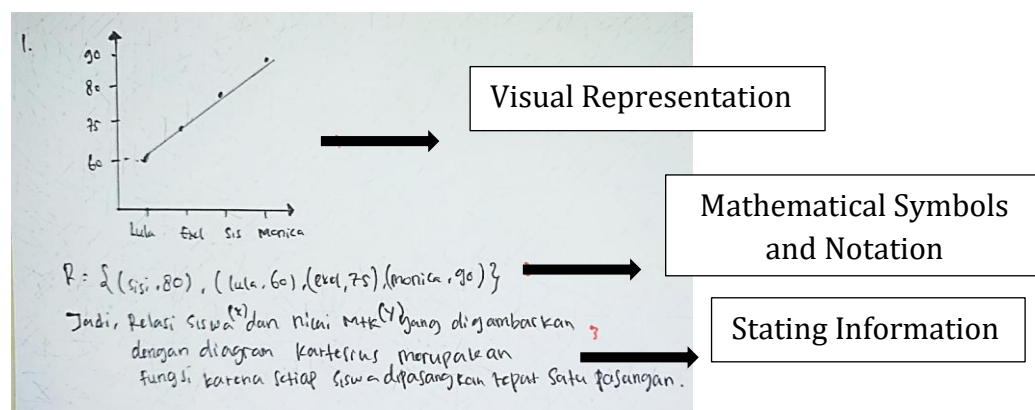 1.
90
80
75
60
Lula Exel Sis Monica
Visual Representation
R = {(sisi, 80), (lula, 60), (exel, 75), (monica, 90)}
Mathematical Symbols
and Notation
Jadi, Relasi siswa (x) dan nilai MTK (y) yang digambarkan
dengan diagram kartesius merupakan
fungsi karena setiap siswa dipasangkan tepat satu pasangan.
3
Stating Information